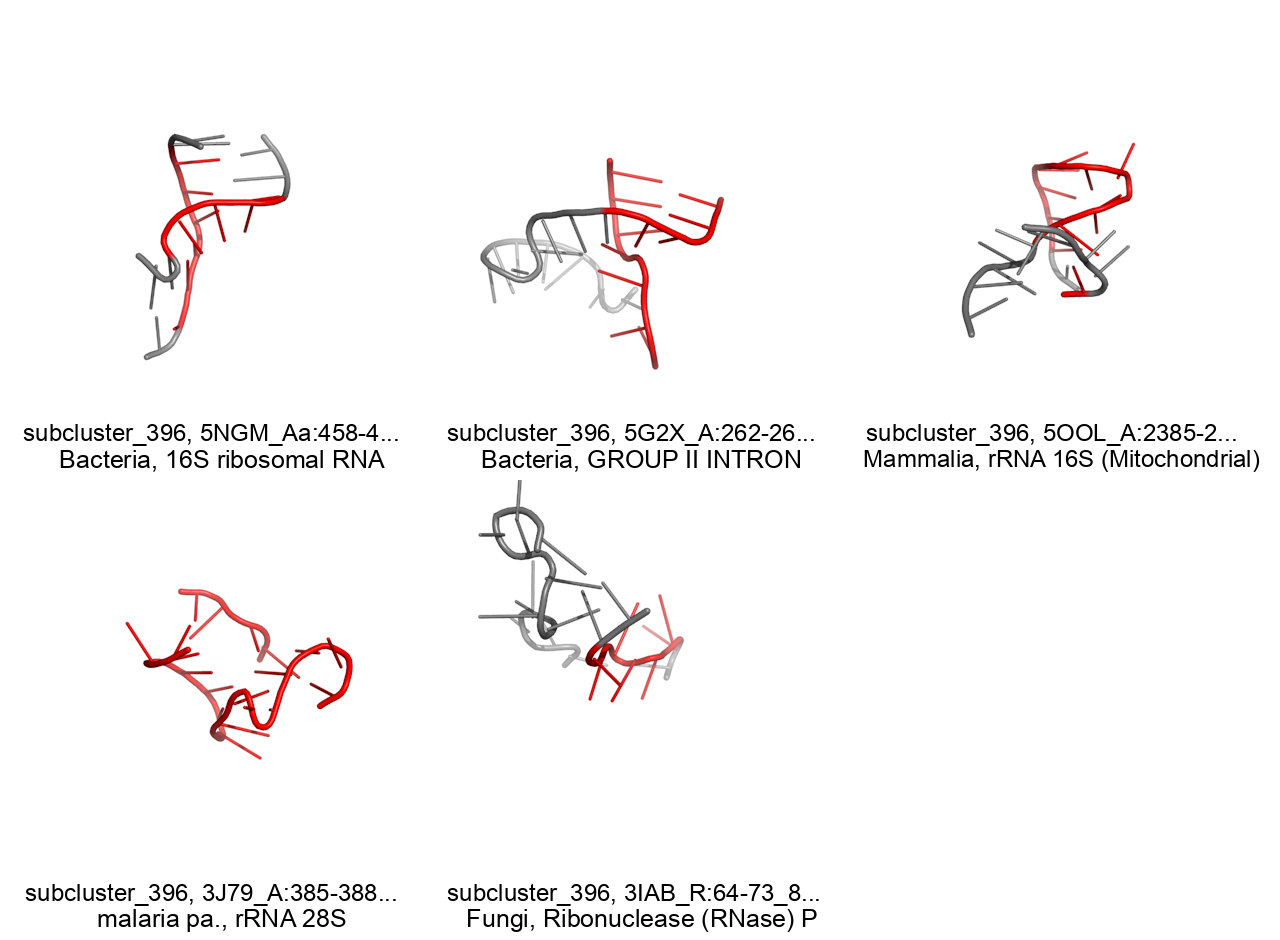 subcluster_396, 5NGM_Aa:458-4...
Bacteria, 16S ribosomal RNA
subcluster_396, 5G2X_A:262-26...
Bacteria, GROUP II INTRON
subcluster_396, 5OOL_A:2385-2...
Mammalia, rRNA 16S (Mitochondrial)
subcluster_396, 3J79_A:385-388...
malaria pa., rRNA 28S
subcluster_396, 3IAB_R:64-73_8...
Fungi, Ribonuclease (RNase) P